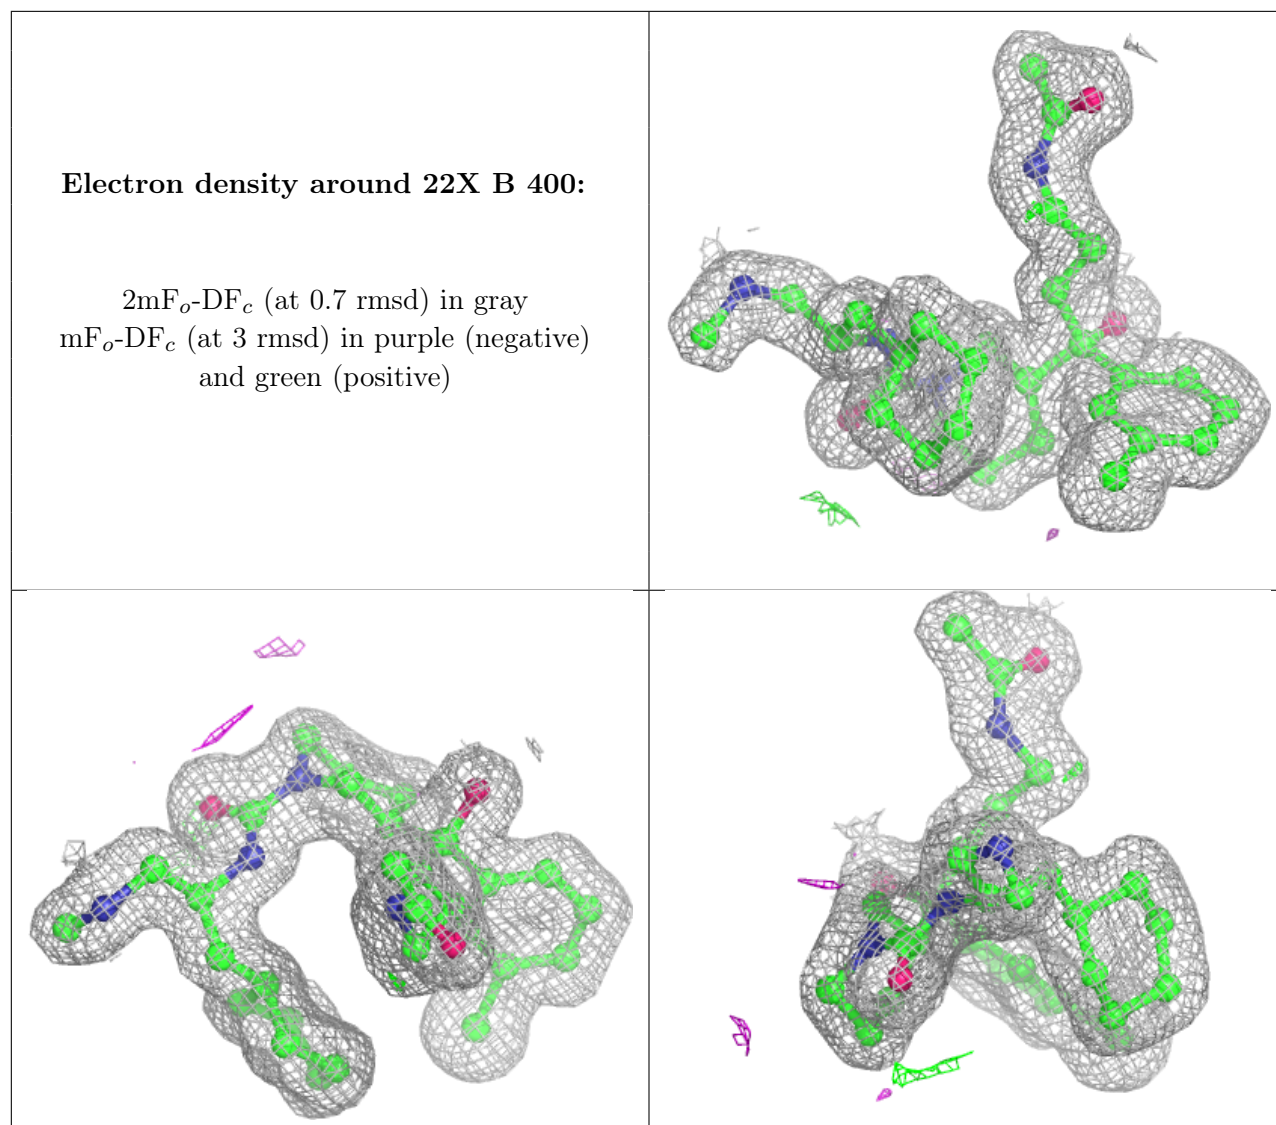 Electron density around 22X B 400:
2mFo-DFc (at 0.7 rmsd) in gray
mFo-DFc (at 3 rmsd) in purple (negative)
and green (positive)